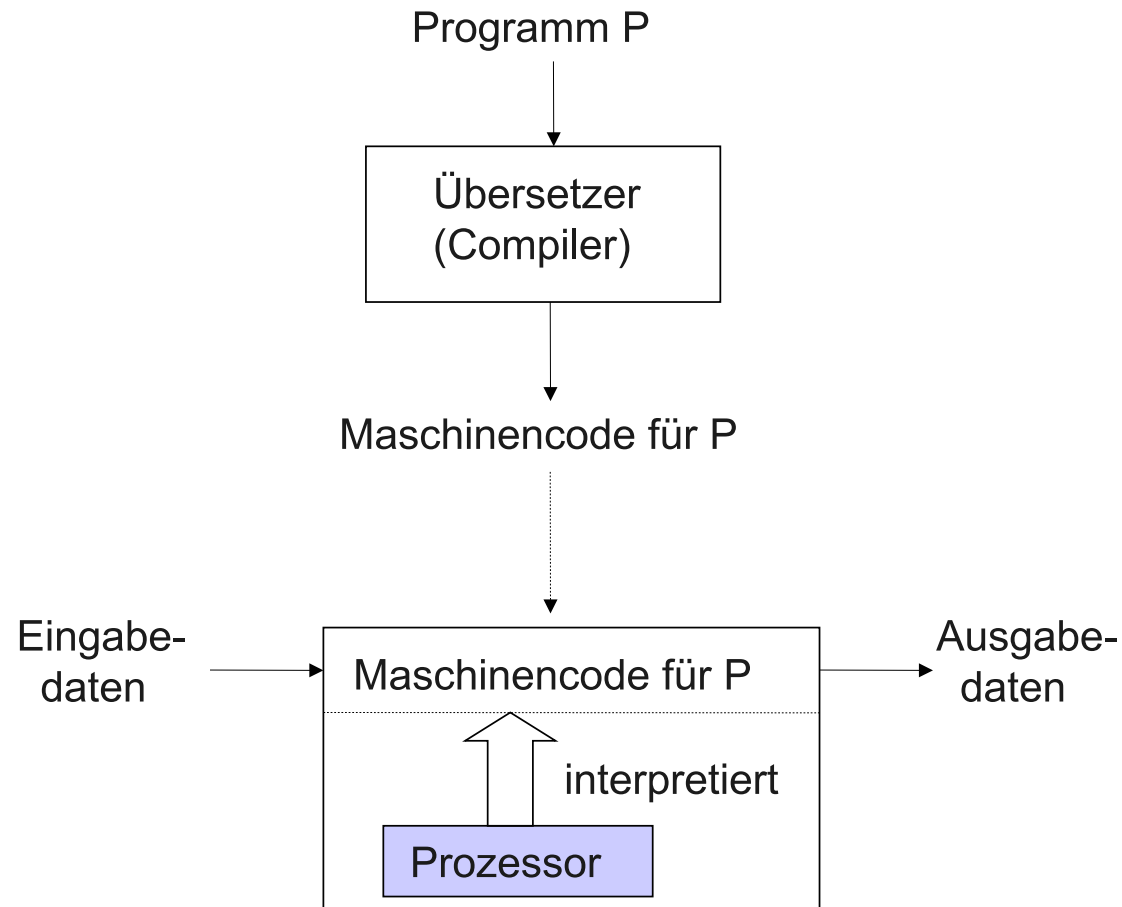 Programm P
Übersetzer
(Compiler)
Maschinencode für P
Eingabe-
daten
Maschinencode für P
Ausgabe-
daten
interpretiert
Prozessor